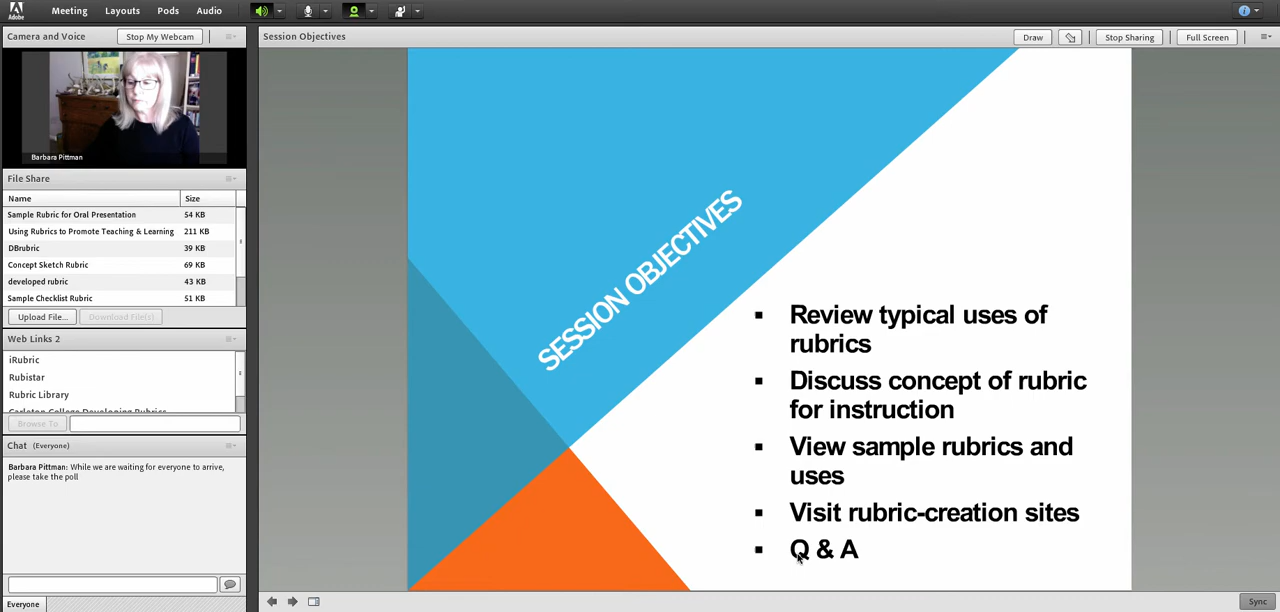 Adobe
Meeting Layouts Pods Audio
Camera and Voice Stop My Webcam
Barbara Pittman
File Share
Name Size
Sample Rubric for Oral Presentation 54 KB
Using Rubrics to Promote Teaching & Learning 211 KB
DBrubric 39 KB
Concept Sketch Rubric 69 KB
developed rubric 43 KB
Sample Checklist Rubric 51 KB
Upload File... Download File(s)
Web Links 2
iRubric
Rubistar
Rubric Library
Carleton College Developing Rubrics
Browse To
Chat (Everyone)
Barbara Pittman: While we are waiting for everyone to arrive,
please take the poll
Everyone
Session Objectives Draw Stop Sharing Full Screen
SESSION OBJECTIVES
▪ Review typical uses of
rubrics
▪ Discuss concept of rubric
for instruction
▪ View sample rubrics and
uses
▪ Visit rubric-creation sites
▪ Q & A
Sync